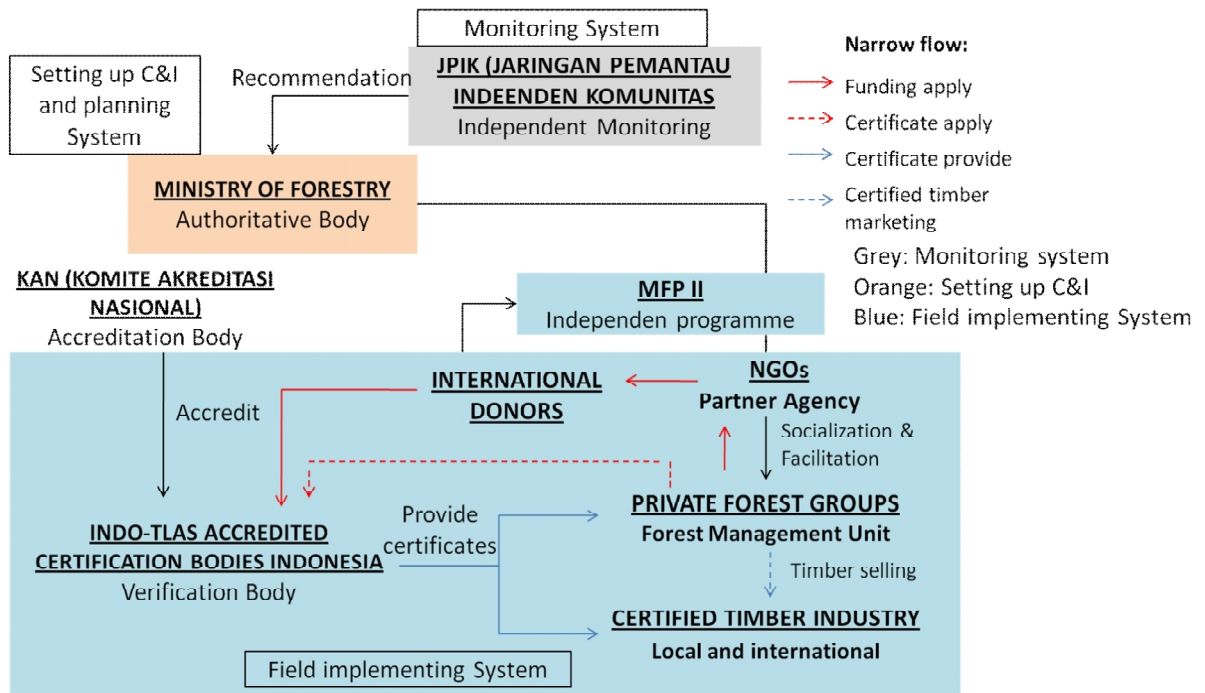 Monitoring System
JPIK (JARINGAN PEMANTAU
INDEENDEN KOMUNITAS
Independent Monitoring
Setting up C&I
and planning
System
Recommendation
MINISTRY OF FORESTRY
Authoritative Body
Narrow flow:
Funding apply
Certificate apply
Certificate provide
Certified timber
marketing
Grey: Monitoring system
Orange: Setting up C&I
Blue: Field implementing System
KAN (KOMITE AKREDITASI
NASIONAL)
Accreditation Body
MFP II
Independen programme
Accredit
INTERNATIONAL
DONORS
NGOs
Partner Agency
Socialization &
Facilitation
INDO-TLAS ACCREDITED
CERTIFICATION BODIES INDONESIA
Verification Body
Provide
certificates
PRIVATE FOREST GROUPS
Forest Management Unit
Timber selling
CERTIFIED TIMBER INDUSTRY
Local and international
Field implementing System